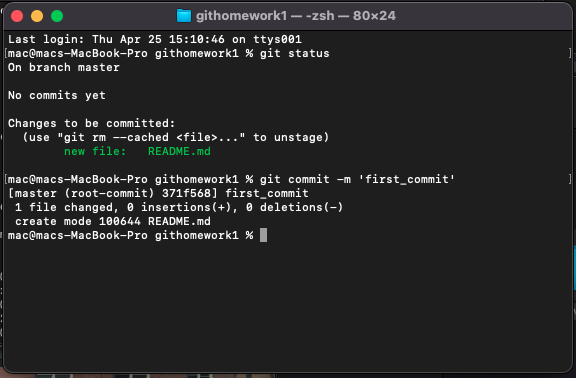 githomework1 — -zsh — 80×24
Last login: Thu Apr 25 15:10:46 on ttys001
[mac@macs-MacBook-Pro githomework1 % git status ]
On branch master
No commits yet
Changes to be committed:
(use "git rm --cached <file>..." to unstage)
new file: README.md
[mac@macs-MacBook-Pro githomework1 % git commit -m 'first_commit' ]
[master (root-commit) 371f568] first_commit
1 file changed, 0 insertions(+), 0 deletions(-)
create mode 100644 README.md
mac@macs-MacBook-Pro githomework1 %